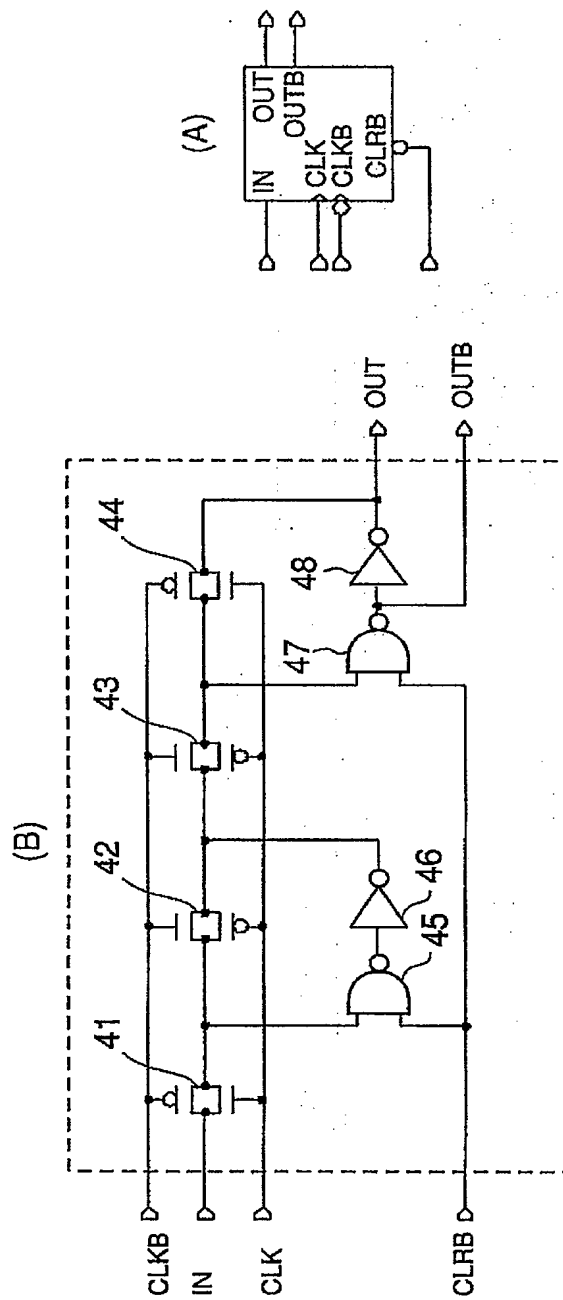 (A)
IN
OUT
OUTB
CLK
CLKB
CLRB
(B)
CLKB
IN
CLK
CLRB
41
42
43
44
45
46
47
48
OUT
OUTB